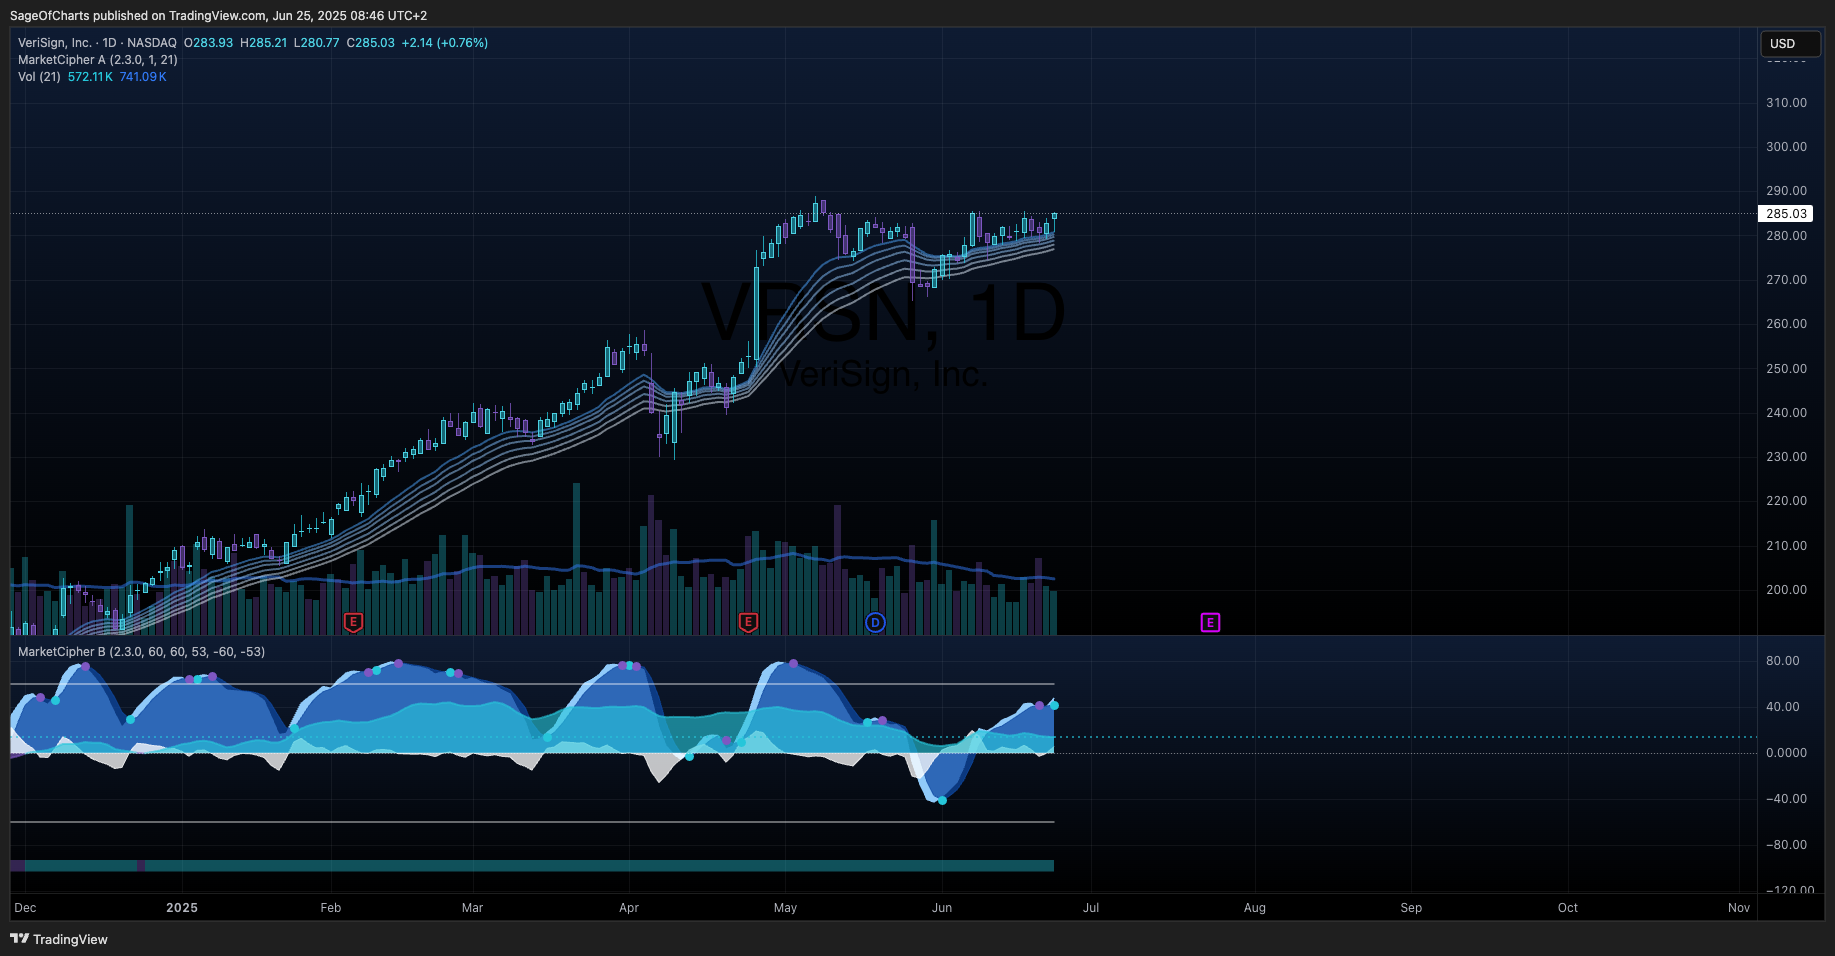 SageOfCharts published on TradingView.com, Jun 25, 2025 08:46 UTC+2
VeriSign, Inc. · 1D · NASDAQ O283.93 H285.21 L280.77 C285.03 +2.14 (+0.76%)
MarketCipher A (2.3.0, 1, 21)
Vol (21) 572.11K 741.09K
USD
310.00
300.00
290.00
285.03
280.00
270.00
260.00
250.00
240.00
230.00
220.00
210.00
200.00
VRSN, 1D
VeriSign, Inc.
E
E
D
E
MarketCipher B (2.3.0, 60, 60, 53, -60, -53)
80.00
40.00
0.0000
−40.00
−80.00
−120.00
Dec 2025 Feb Mar Apr May Jun Jul Aug Sep Oct Nov
TradingView